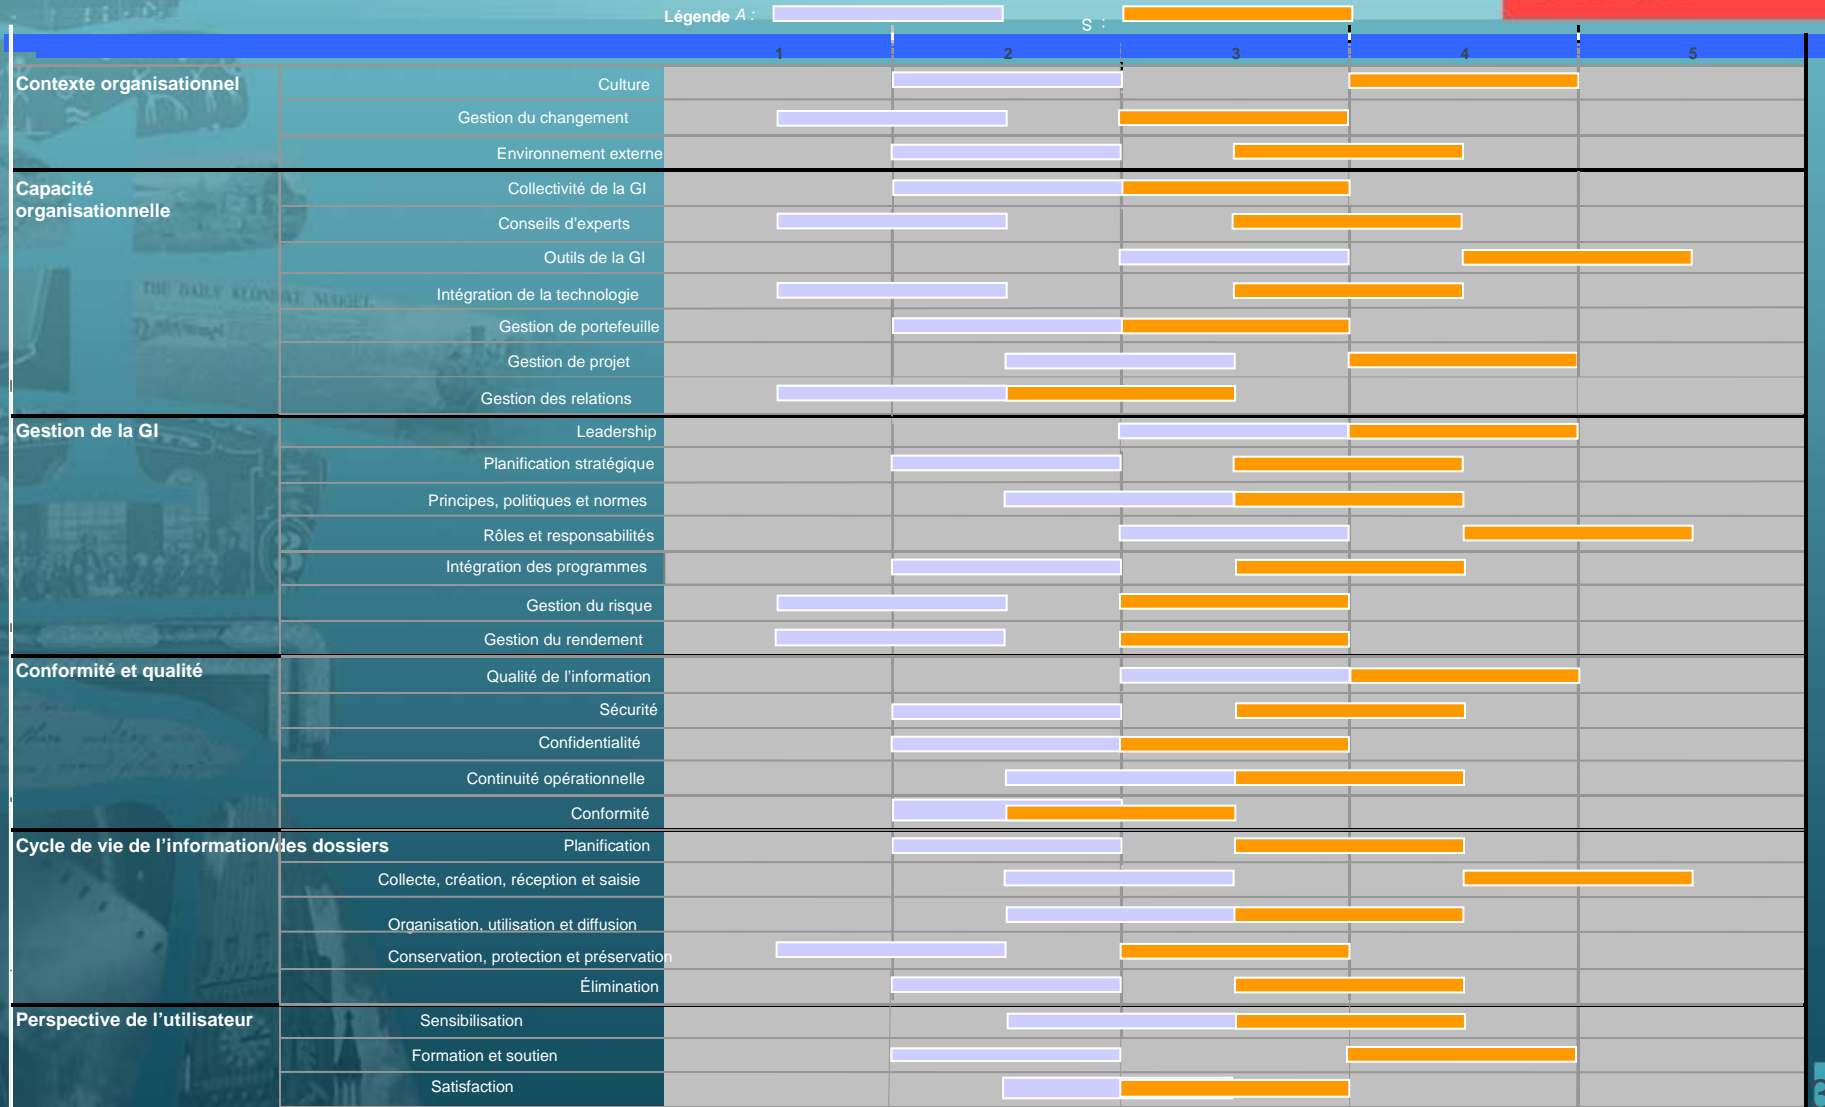 Légende A :
S :
1 2 3 4 5
Contexte organisationnel
Culture
Gestion du changement
Environnement externe
Capacité
organisationnelle
Collectivité de la GI
Conseils d'experts
Outils de la GI
Intégration de la technologie
Gestion de portefeuille
Gestion de projet
Gestion des relations
Gestion de la GI
Leadership
Planification stratégique
Principes, politiques et normes
Rôles et responsabilités
Intégration des programmes
Gestion du risque
Gestion du rendement
Conformité et qualité
Qualité de l'information
Sécurité
Confidentialité
Continuité opérationnelle
Conformité
Cycle de vie de l'information/des dossiers
Planification
Collecte, création, réception et saisie
Organisation, utilisation et diffusion
Conservation, protection et préservation
Élimination
Perspective de l'utilisateur
Sensibilisation
Formation et soutien
Satisfaction
THE DAILY KLONDIKE NUGGET.